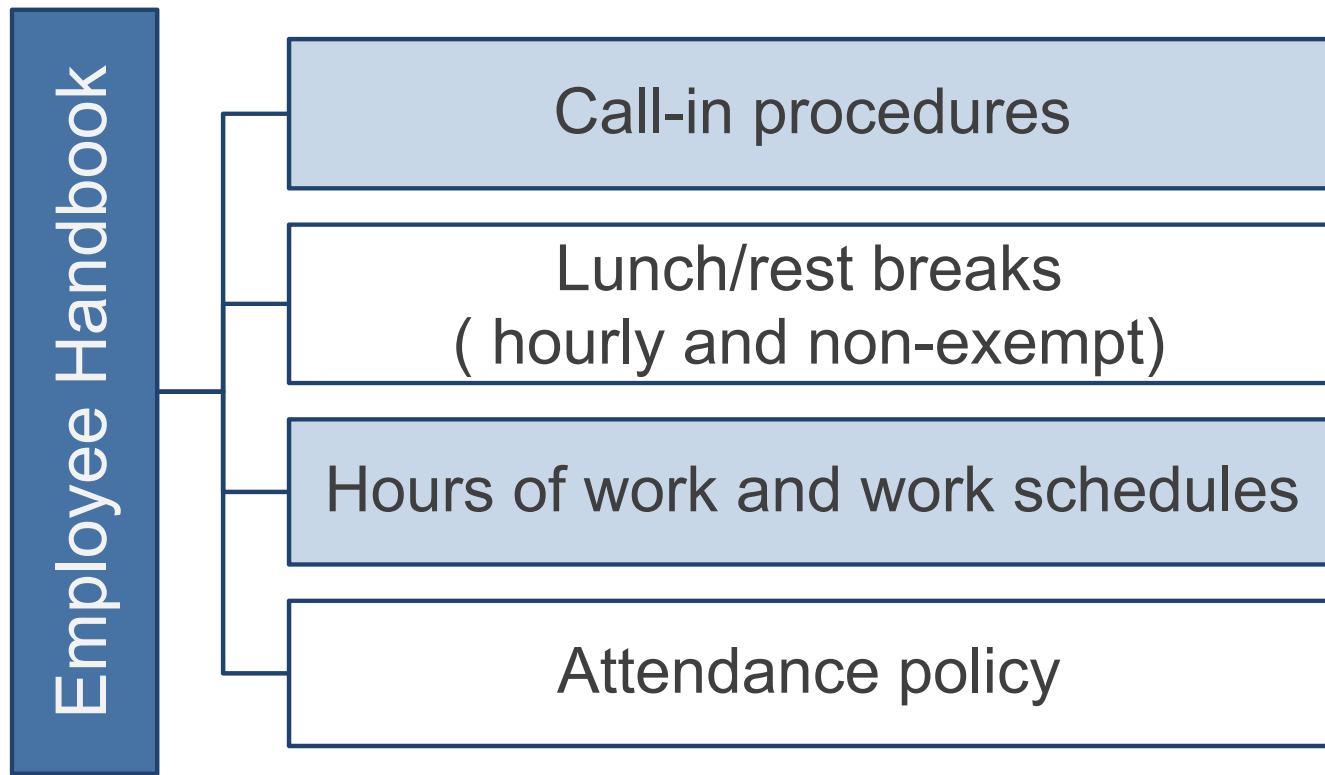 Employee Handbook
Call-in procedures
Lunch/rest breaks
( hourly and non-exempt)
Hours of work and work schedules
Attendance policy